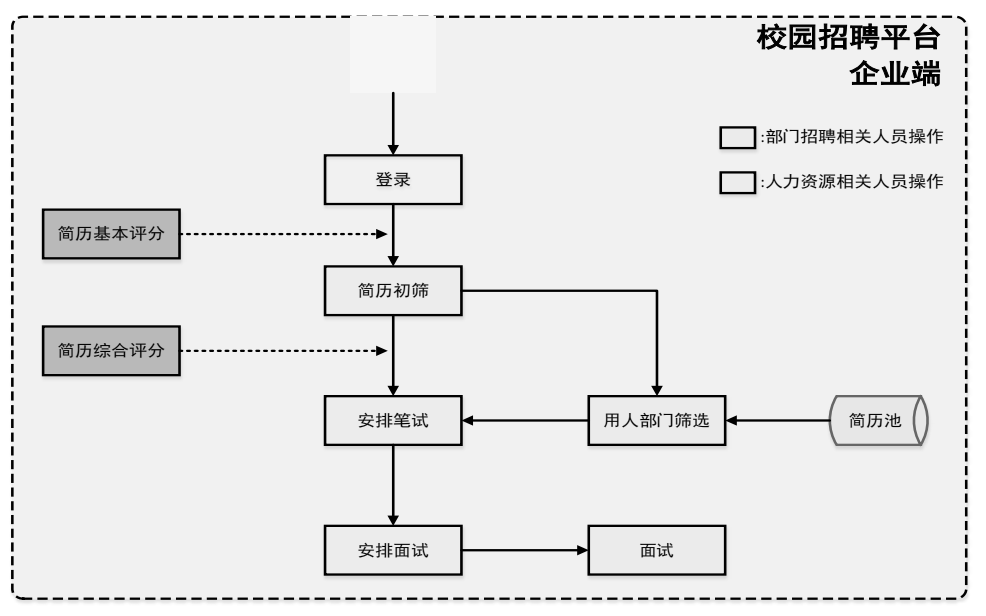 校园招聘平台
企业端
:部门招聘相关人员操作
登录
:人力资源相关人员操作
简历基本评分
简历初筛
简历综合评分
安排笔试
用人部门筛选
简历池
安排面试
面试